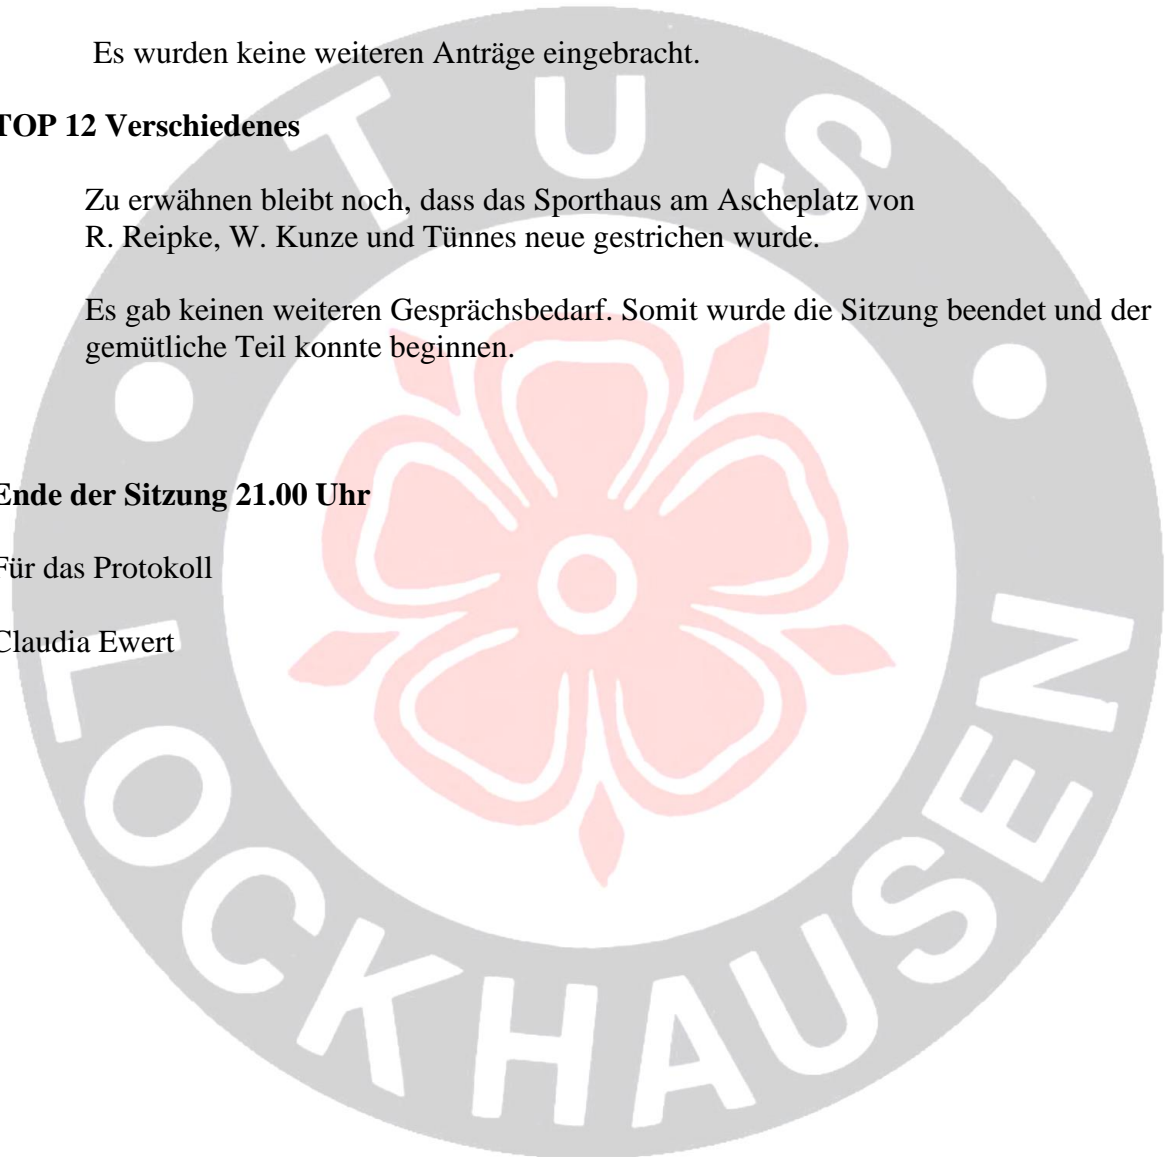 Es wurden keine weiteren Anträge eingebracht.
TOP 12 Verschiedenes
Zu erwähnen bleibt noch, dass das Sporthaus am Ascheplatz von
R. Reipke, W. Kunze und Tünnes neue gestrichen wurde.
Es gab keinen weiteren Gesprächsbedarf. Somit wurde die Sitzung beendet und der
gemütliche Teil konnte beginnen.
Ende der Sitzung 21.00 Uhr
Für das Protokoll
Claudia Ewert
TUS
LOCKHAUSEN